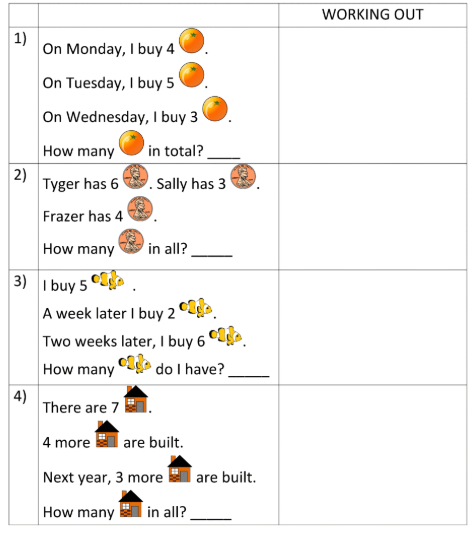 WORKING OUT
1)
On Monday, I buy 4 .
On Tuesday, I buy 5 .
On Wednesday, I buy 3 .
How many in total? ____
2)
Tyger has 6 . Sally has 3 .
Frazer has 4 .
How many in all? _____
3)
I buy 5 .
A week later I buy 2 .
Two weeks later, I buy 6 .
How many do I have? _____
4)
There are 7 .
4 more are built.
Next year, 3 more are built.
How many in all? _____